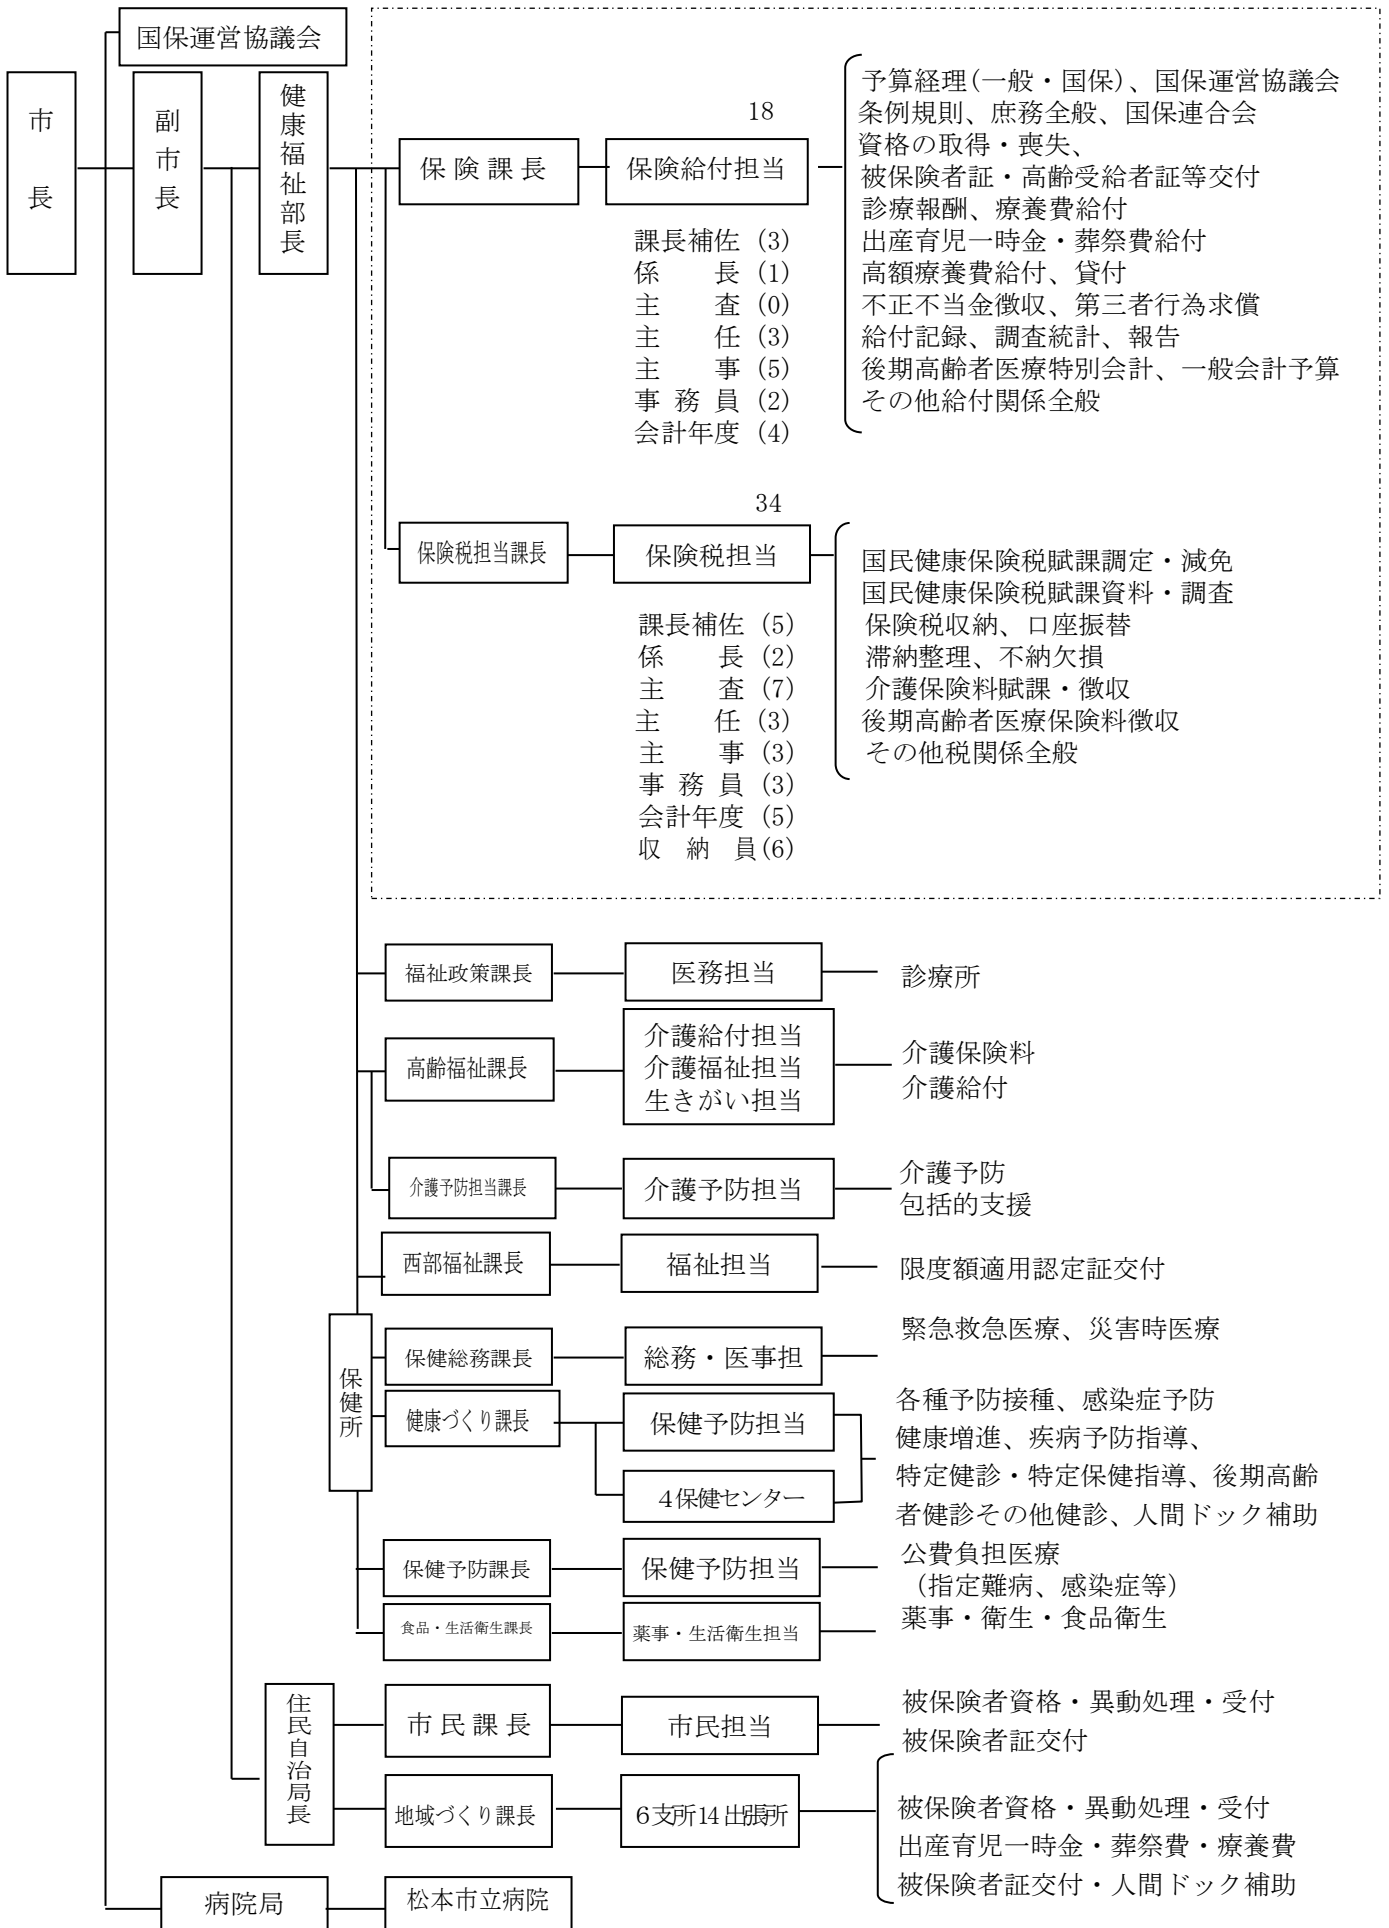 国保運営協議会
市長
副市長
健康福祉部長
保険課長
18
保険給付担当
課長補佐 (3)
係長 (1)
主査 (0)
主任 (3)
主事 (5)
事務員 (2)
会計年度 (4)
予算経理(一般・国保)、国保運営協議会
条例規則、庶務全般、国保連合会
資格の取得・喪失、
被保険者証・高齢受給者証等交付
診療報酬、療養費給付
出産育児一時金・葬祭費給付
高額療養費給付、貸付
不正不当金徴収、第三者行為求償
給付記録、調査統計、報告
後期高齢者医療特別会計、一般会計予算
その他給付関係全般
保険税担当課長
34
保険税担当
課長補佐 (5)
係長 (2)
主査 (7)
主任 (3)
主事 (3)
事務員 (3)
会計年度 (5)
収納員(6)
国民健康保険税賦課調定・減免
国民健康保険税賦課資料・調査
保険税収納、口座振替
滞納整理、不納欠損
介護保険料賦課・徴収
後期高齢者医療保険料徴収
その他税関係全般
福祉政策課長
医務担当
診療所
高齢福祉課長
介護給付担当
介護福祉担当
生きがい担当
介護保険料
介護給付
介護予防担当課長
介護予防担当
介護予防
包括的支援
西部福祉課長
福祉担当
限度額適用認定証交付
保健所
保健総務課長
総務・医事担
緊急救急医療、災害時医療
健康づくり課長
保健予防担当
4保健センター
各種予防接種、感染症予防
健康増進、疾病予防指導、
特定健診・特定保健指導、後期高齢
者健診その他健診、人間ドック補助
保健予防課長
保健予防担当
公費負担医療
(指定難病、感染症等)
食品・生活衛生課長
薬事・生活衛生担当
薬事・衛生・食品衛生
住民自治局長
市民課長
市民担当
被保険者資格・異動処理・受付
被保険者証交付
地域づくり課長
6支所14出張所
被保険者資格・異動処理・受付
出産育児一時金・葬祭費・療養費
被保険者証交付・人間ドック補助
病院局
松本市立病院